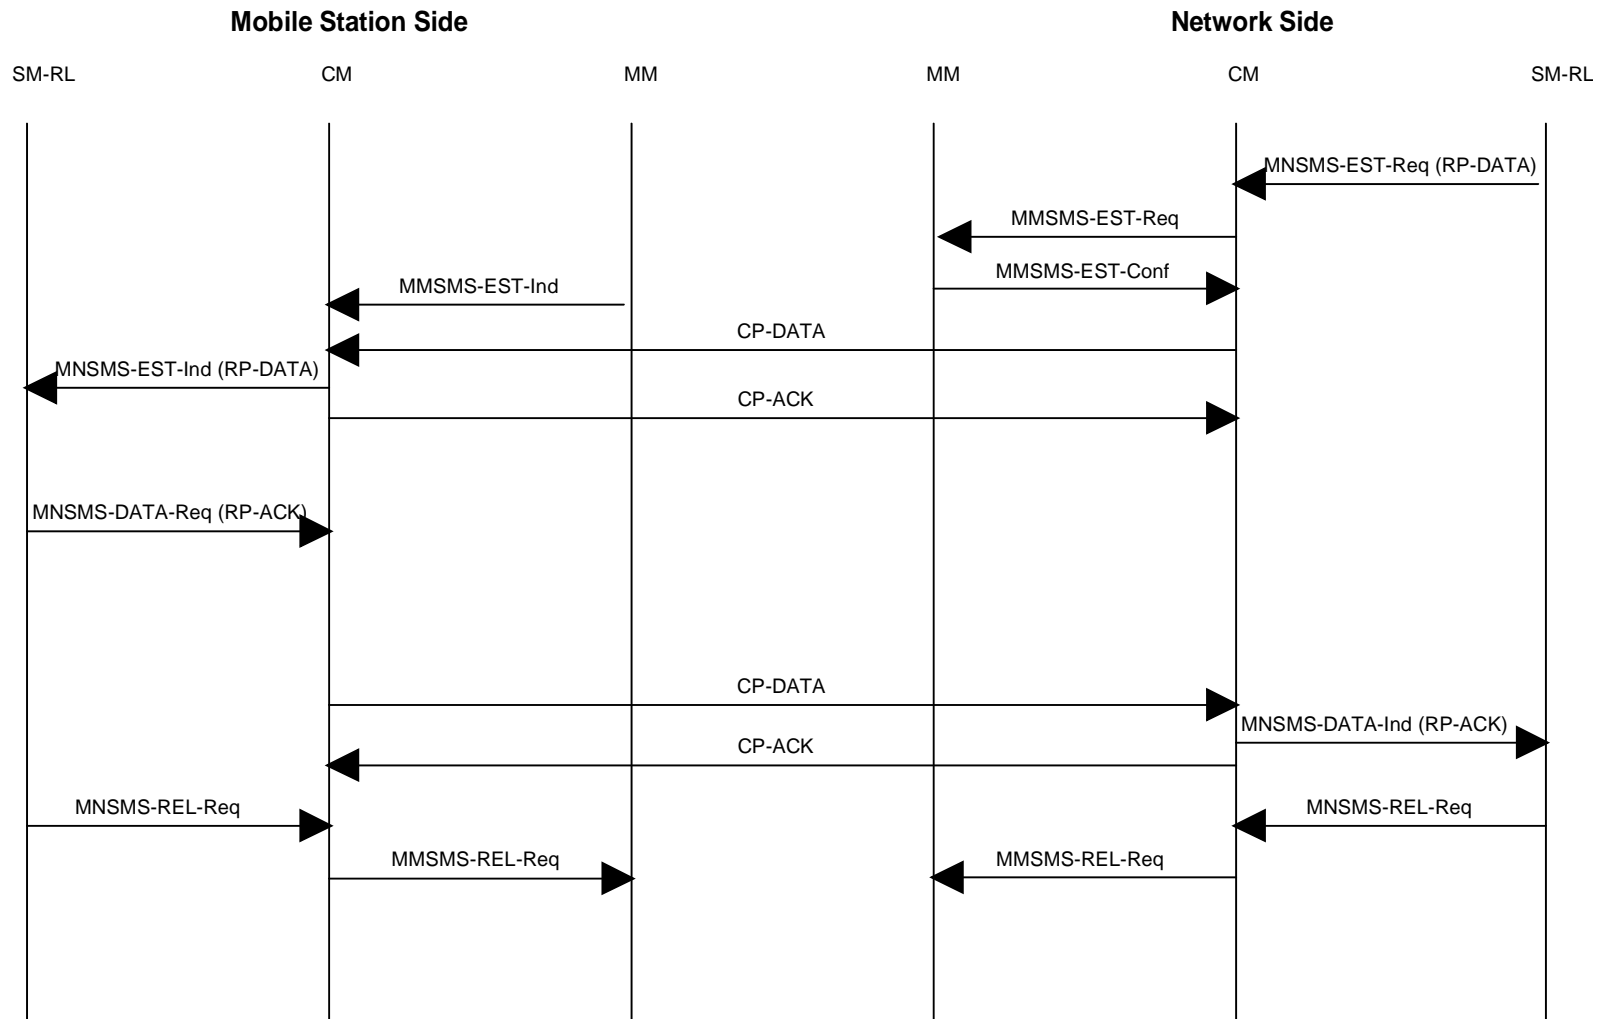 Mobile Station Side
Network Side
SM-RL
CM
MM
MM
CM
SM-RL
MNSMS-EST-Req (RP-DATA)
MMSMS-EST-Req
MMSMS-EST-Conf
MMSMS-EST-Ind
CP-DATA
MNSMS-EST-Ind (RP-DATA)
CP-ACK
MNSMS-DATA-Req (RP-ACK)
CP-DATA
MNSMS-DATA-Ind (RP-ACK)
CP-ACK
MNSMS-REL-Req
MNSMS-REL-Req
MMSMS-REL-Req
MMSMS-REL-Req